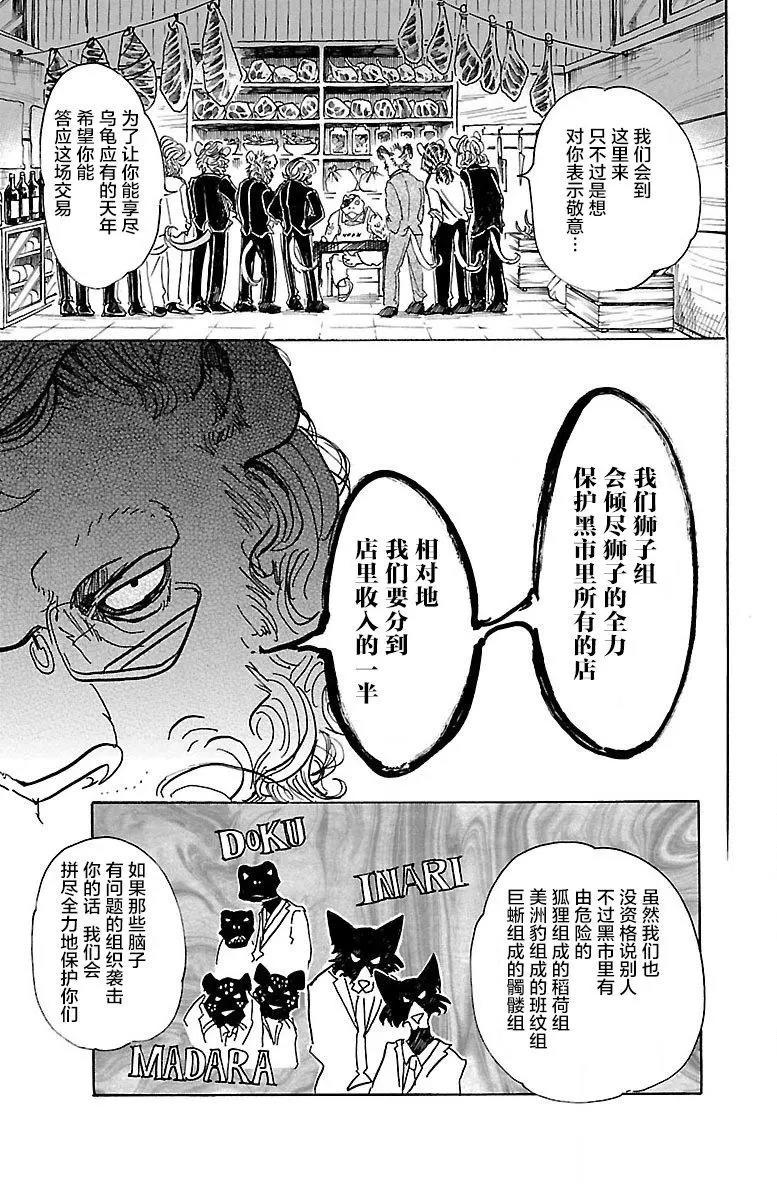 我们会到
这里来
只不过是想
对你表示敬意…
为了让你能享尽
乌龟应有的天年
希望你能
答应这场交易
我们狮子组
会倾尽狮子的全力
保护黑市里所有的店
相对地
我们要分到
店里收入的一半
虽然我们也
没资格说别人
不过黑市里有
由危险的
狐狸组成的稻荷组
美洲豹组成的班纹组
巨蜥组成的髑髅组
DOKU
INARI
MADARA
如果那些脑子
有问题的组织袭击
你的话 我们会
拼尽全力地保护你们